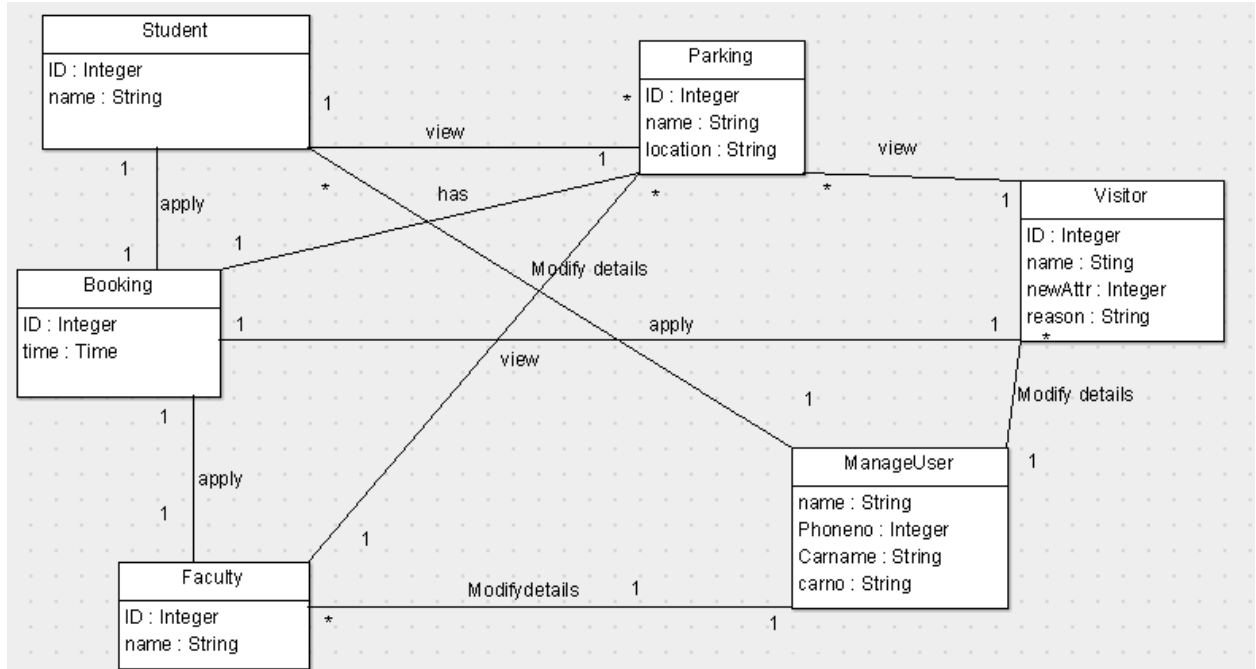 Student
ID : Integer
name : String
Parking
ID : Integer
name : String
location : String
1
*
view
1
1
*
has
*
view
*
1
Visitor
ID : Integer
name : Sting
newAttr : Integer
reason : String
*
apply
1
1
Booking
ID : Integer
time : Time
Modify details
1
apply
1
view
Modify details
1
1
1
apply
1
1
ManageUser
name : String
Phoneno : Integer
Carname : String
carno : String
Faculty
ID : Integer
name : String
Modifydetails
1
*
1